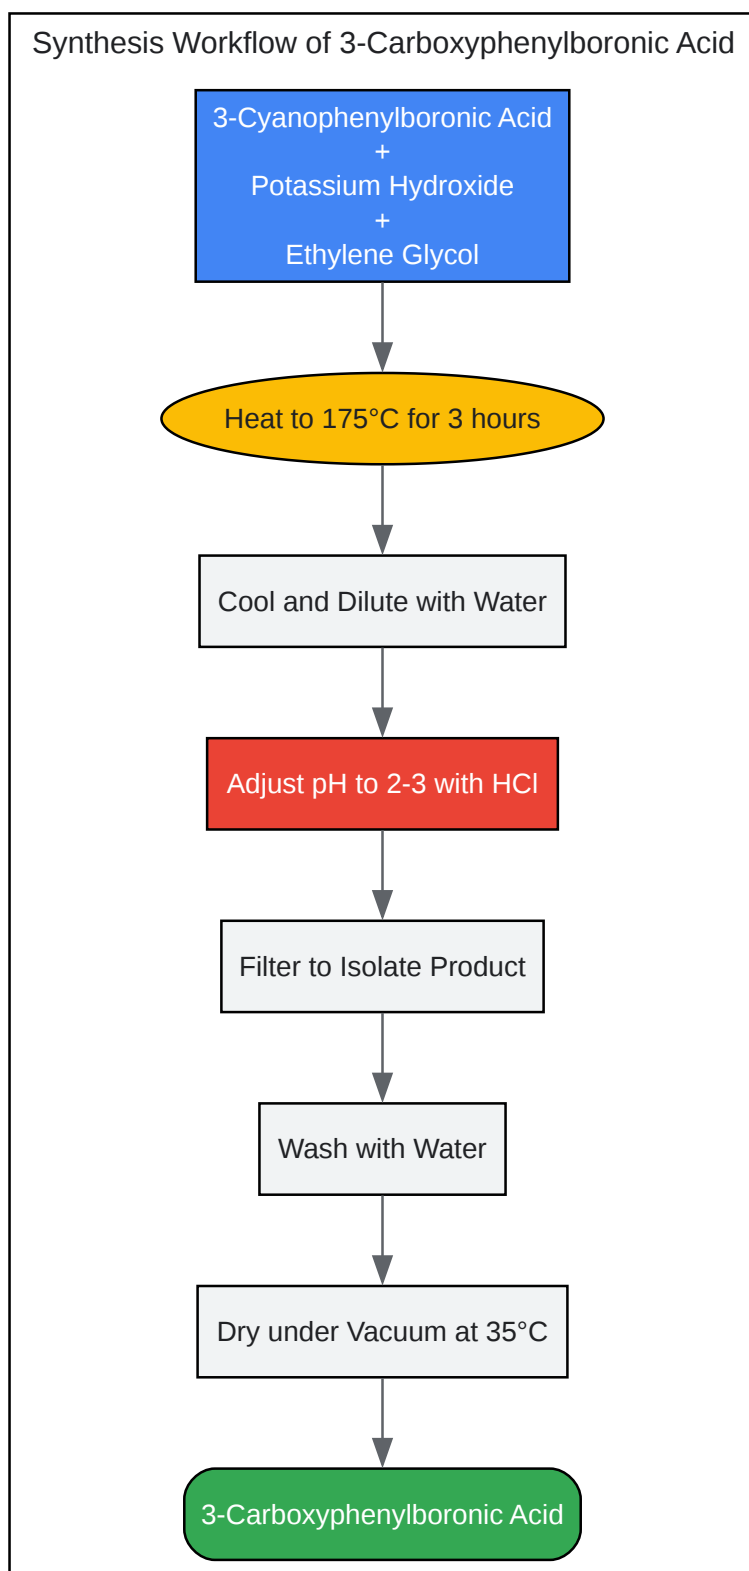 Synthesis Workflow of 3-Carboxyphenylboronic Acid
3-Cyanophenylboronic Acid
+
Potassium Hydroxide
+
Ethylene Glycol
Heat to 175°C for 3 hours
Cool and Dilute with Water
Adjust pH to 2-3 with HCl
Filter to Isolate Product
Wash with Water
Dry under Vacuum at 35°C
3-Carboxyphenylboronic Acid